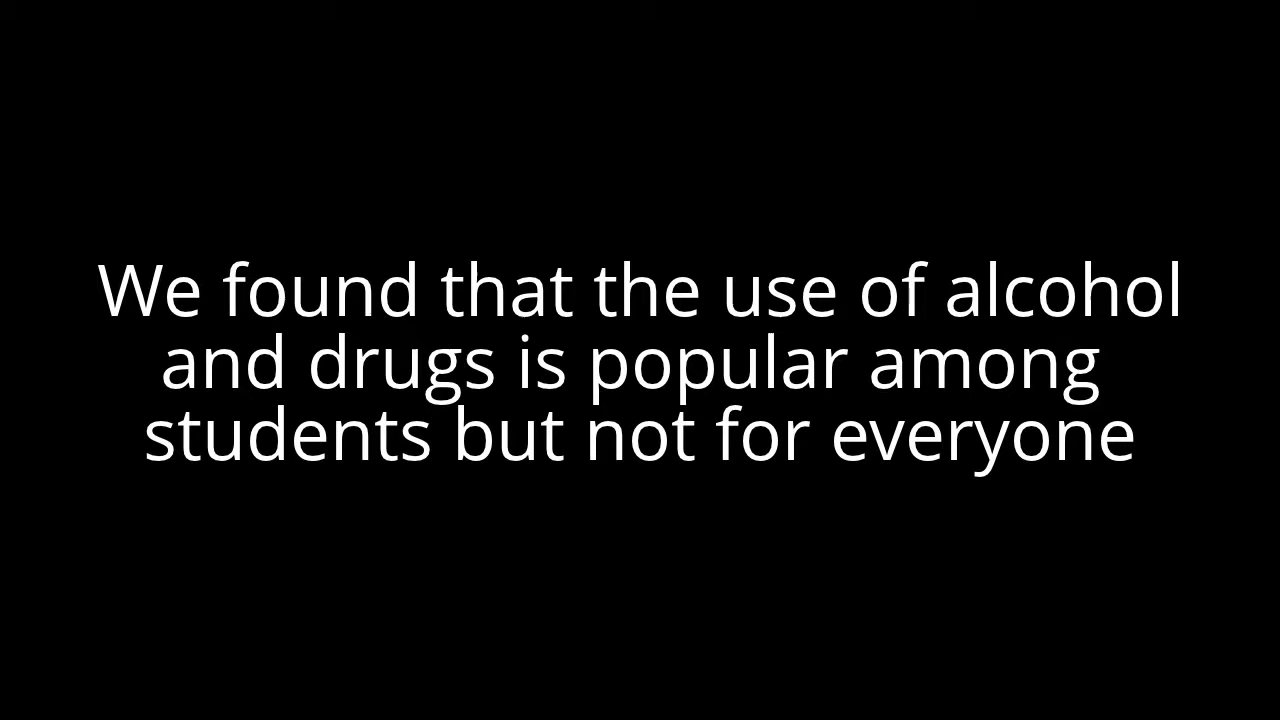 We found that the use of alcohol
and drugs is popular among
students but not for everyone